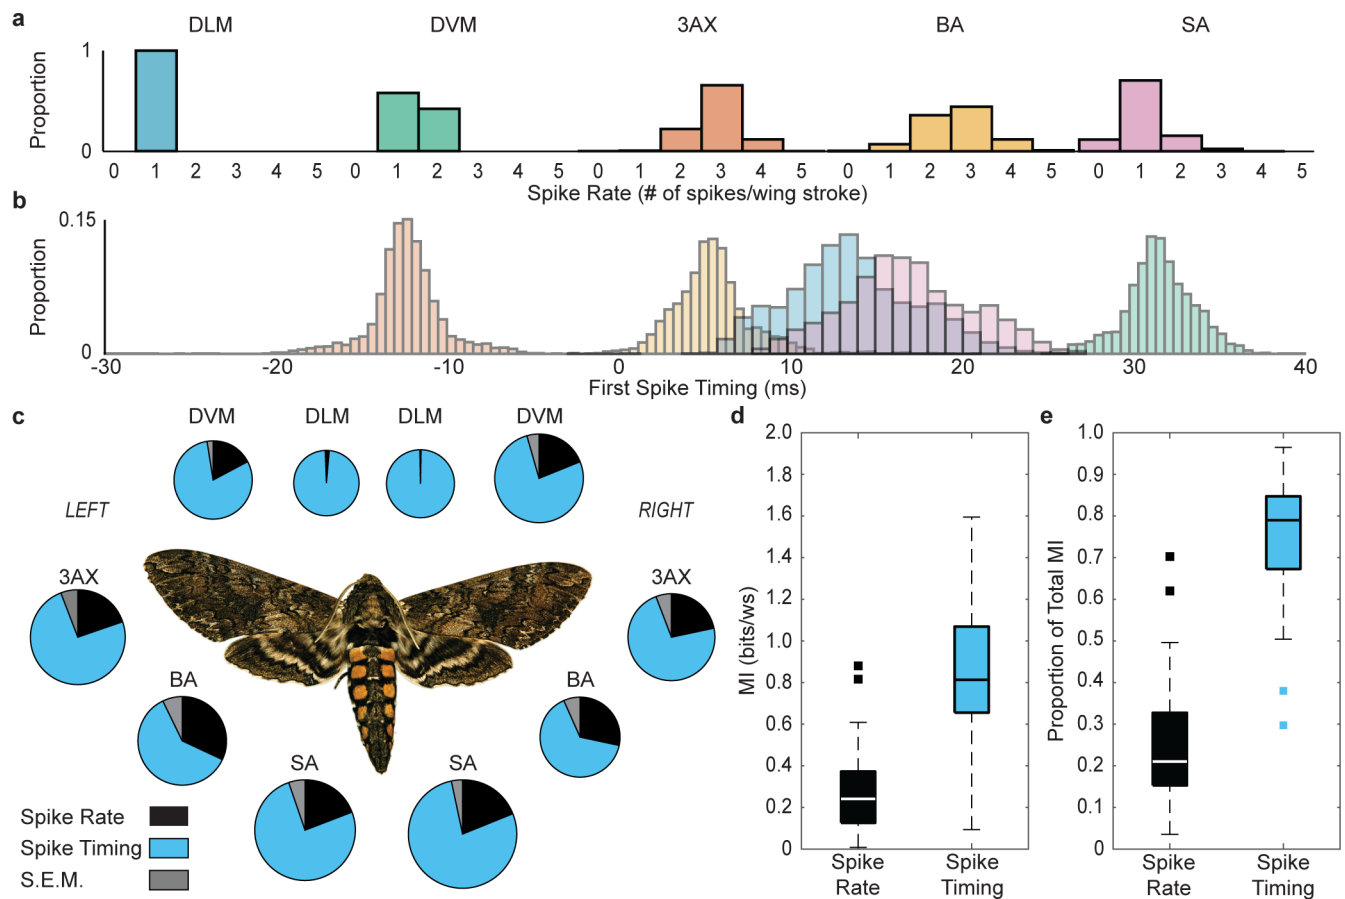 a
DLM DVM 3AX BA SA
Proportion
1
0
0 1 2 3 4 5 0 1 2 3 4 5 0 1 2 3 4 5 0 1 2 3 4 5 0 1 2 3 4 5
Spike Rate (# of spikes/wing stroke)
b
Proportion
0.15
0
-30 -20 -10 0 10 20 30 40
First Spike Timing (ms)
c
DVM DLM DLM DVM
LEFT RIGHT
3AX 3AX
BA BA
SA SA
Spike Rate
Spike Timing
S.E.M.
d
MI (bits/ws)
2.0
1.8
1.6
1.4
1.2
1.0
0.8
0.6
0.4
0.2
0
Spike Spike
Rate Timing
e
Proportion of Total MI
1.0
0.9
0.8
0.7
0.6
0.5
0.4
0.3
0.2
0.1
0
Spike Spike
Rate Timing